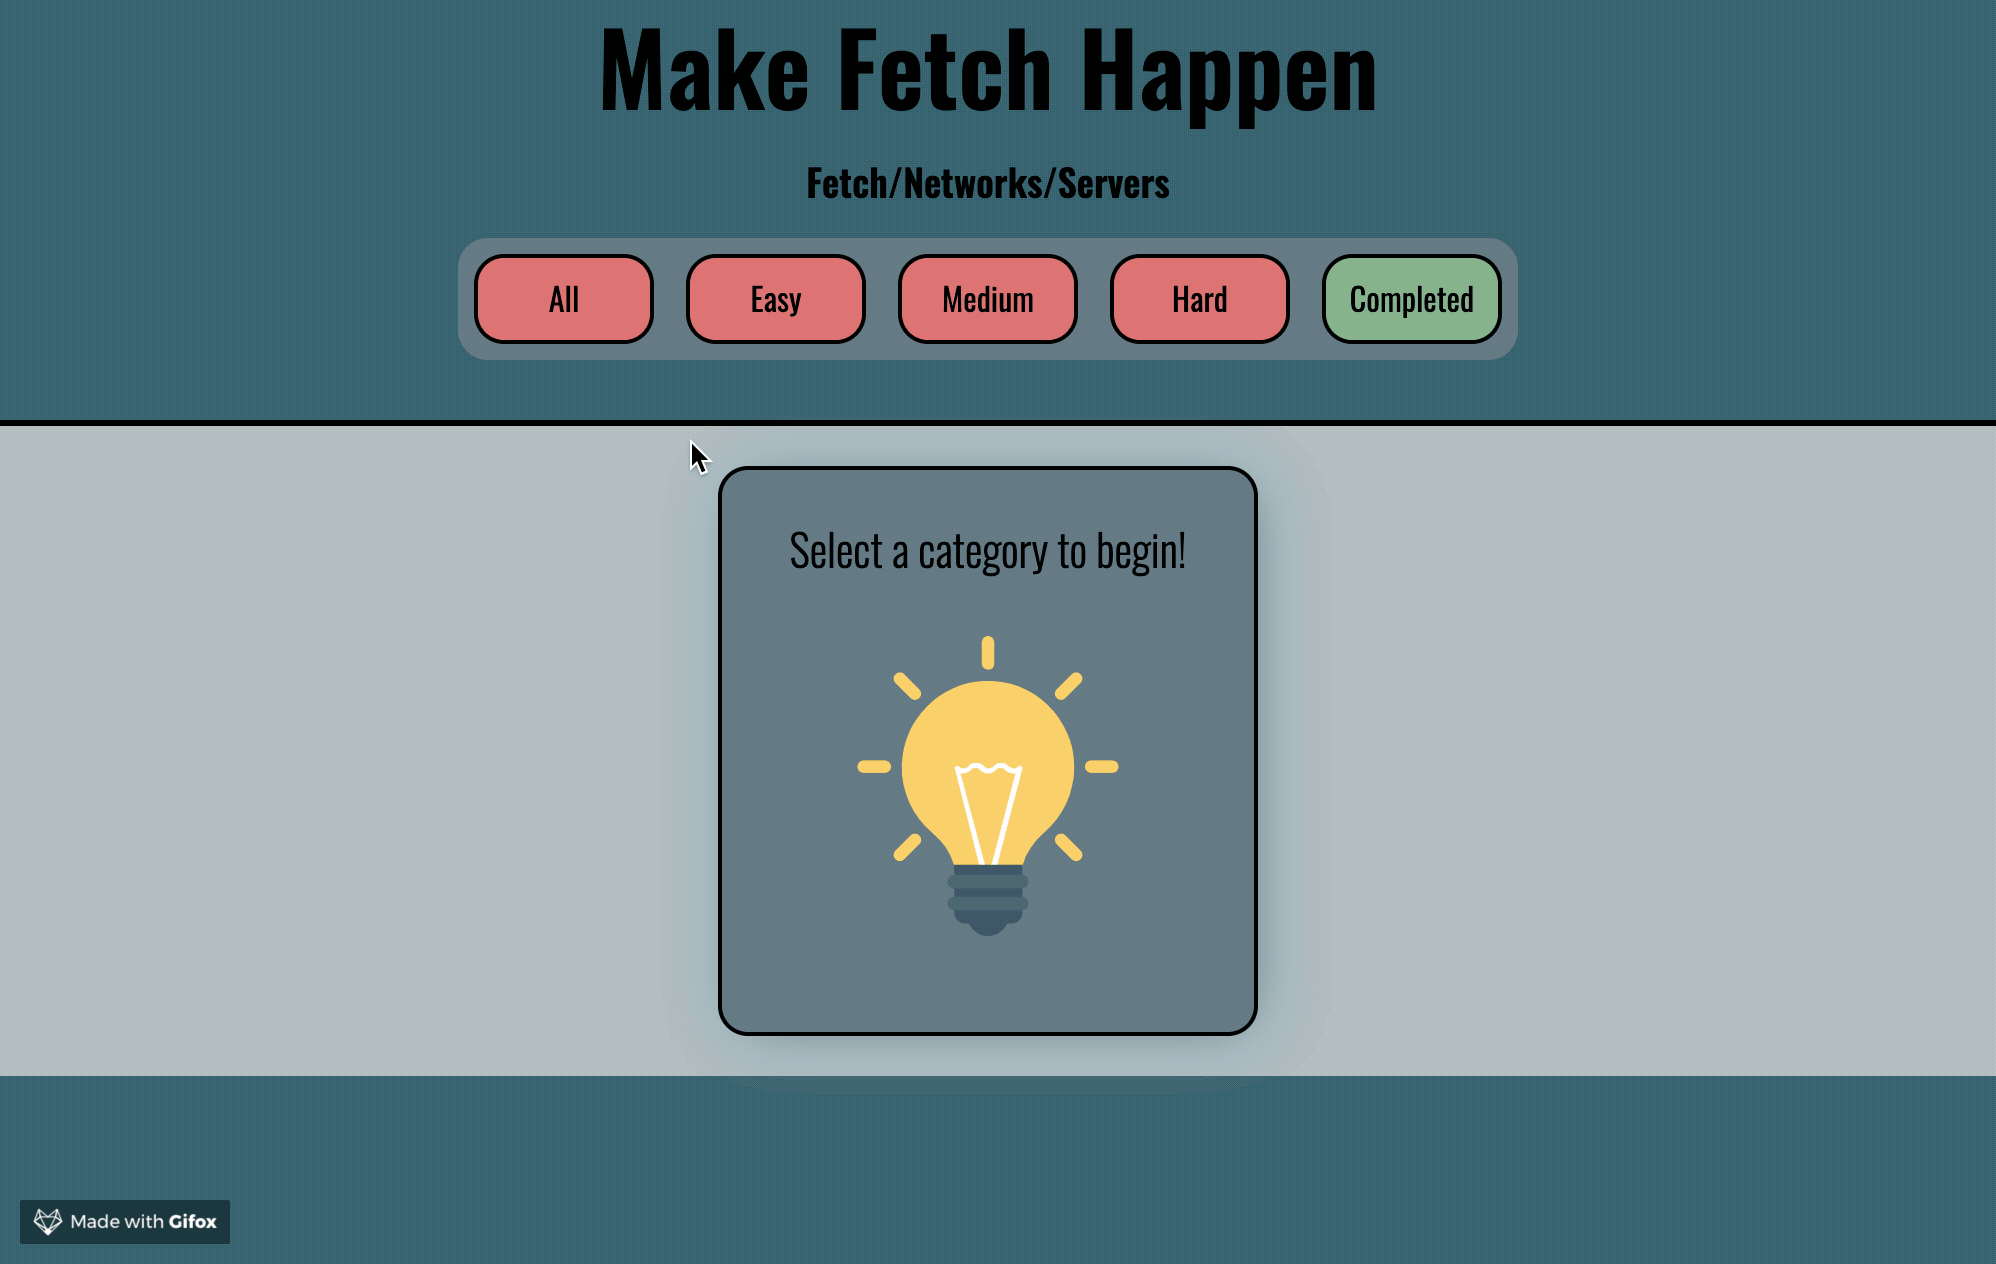 Make Fetch Happen
Fetch/Networks/Servers
All Easy Medium Hard Completed
Select a category to begin!
Made with Gifox